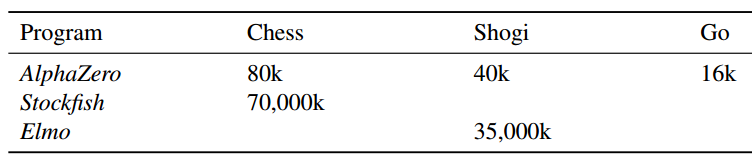 Program Chess Shogi Go
AlphaZero 80k 40k 16k
Stockfish 70,000k
Elmo 35,000k